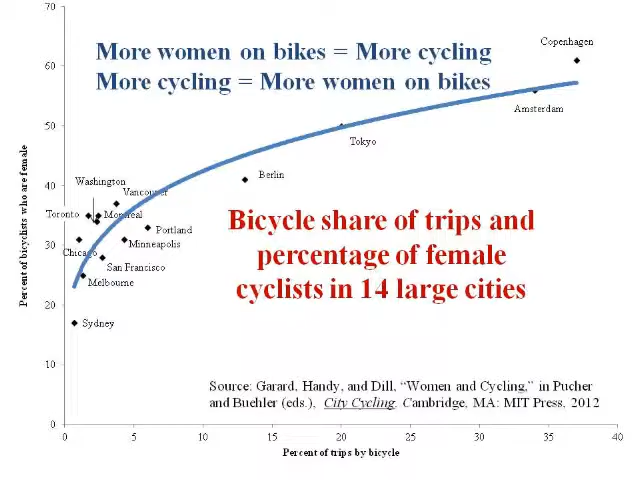 More women on bikes = More cycling
More cycling = More women on bikes
Bicycle share of trips and
percentage of female
cyclists in 14 large cities
Percent of bicyclists who are female
70
60
50
40
30
20
10
0
Copenhagen
Amsterdam
Tokyo
Berlin
Washington
Vancouver
Toronto
Montreal
Portland
Chicago
Minneapolis
San Francisco
Melbourne
Sydney
Source: Garard, Handy, and Dill, “Women and Cycling,” in Pucher
and Buehler (eds.), City Cycling. Cambridge, MA: MIT Press, 2012
0 5 10 15 20 25 30 35 40
Percent of trips by bicycle